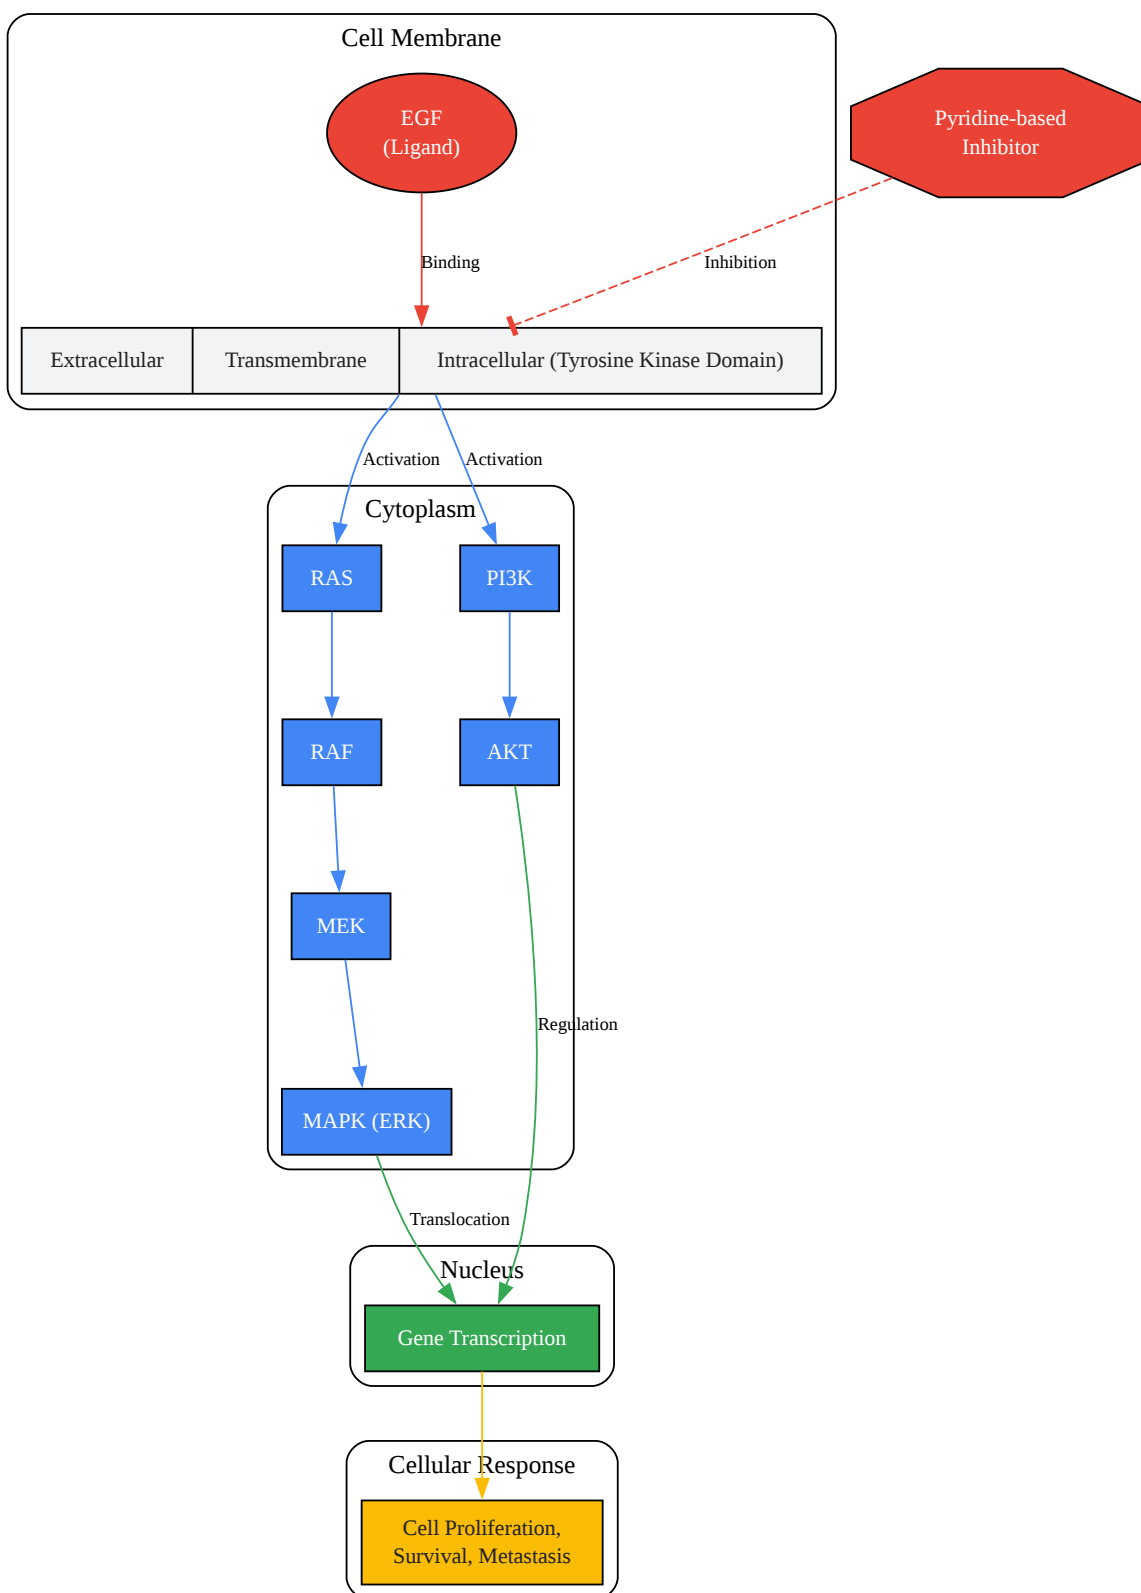 Cell Membrane
EGF
(Ligand)
Pyridine-based
Inhibitor
Binding
Inhibition
Extracellular
Transmembrane
Intracellular (Tyrosine Kinase Domain)
Activation
Activation
Cytoplasm
RAS
PI3K
RAF
AKT
MEK
Regulation
MAPK (ERK)
Translocation
Nucleus
Gene Transcription
Cellular Response
Cell Proliferation,
Survival, Metastasis